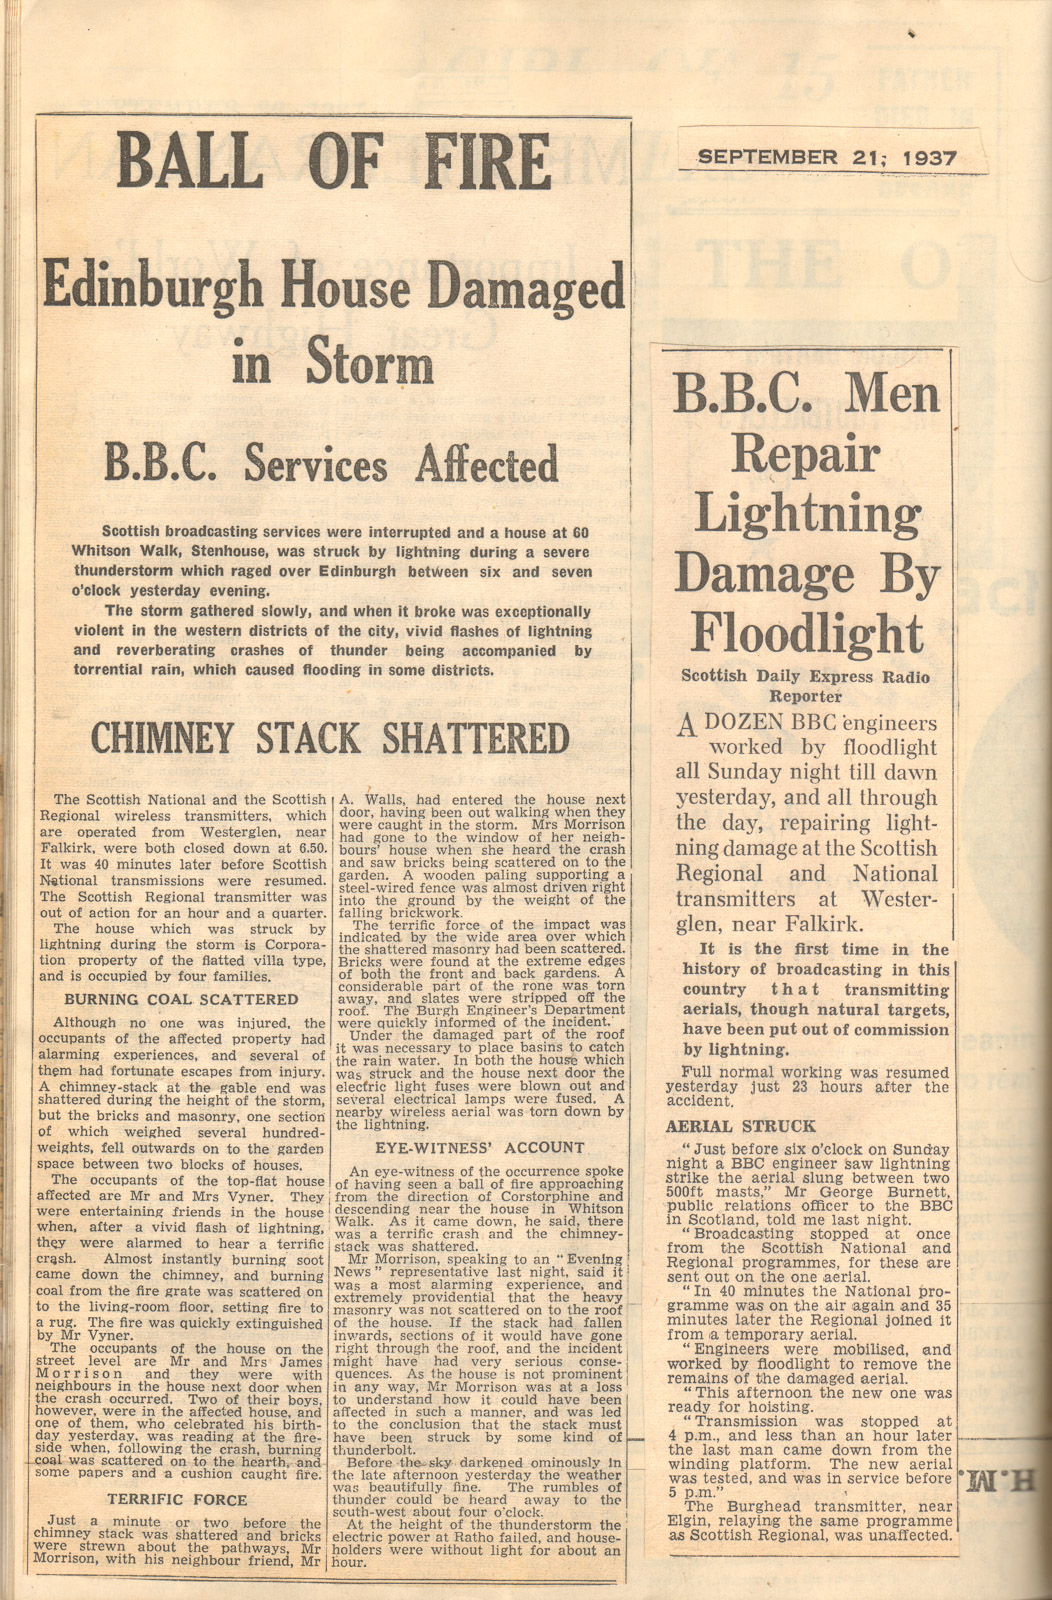 BALL OF FIRE
Edinburgh House Damaged
in Storm
B.B.C. Services Affected
Scottish broadcasting services were interrupted and a house at 60
Whitson Walk, Stenhouse, was struck by lightning during a severe
thunderstorm which raged over Edinburgh between six and seven
o'clock yesterday evening.
The storm gathered slowly, and when it broke was exceptionally
violent in the western districts of the city, vivid flashes of lightning
and reverberating crashes of thunder being accompanied by
torrential rain, which caused flooding in some districts.
CHIMNEY STACK SHATTERED
The Scottish National and the Scottish
Regional wireless transmitters, which
are operated from Westerglen, near
Falkirk, were both closed down at 6.50.
It was 40 minutes later before Scottish
National transmissions were resumed.
The Scottish Regional transmitter was
out of action for an hour and a quarter.
The house which was struck by
lightning during the storm is Corpora-
tion property of the flatted villa type,
and is occupied by four families.
BURNING COAL SCATTERED
Although no one was injured, the
occupants of the affected property had
alarming experiences, and several of
them had fortunate escapes from injury.
A chimney-stack at the gable end was
shattered during the height of the storm,
but the bricks and masonry, one section
of which weighed several hundred-
weights, fell outwards on to the garden
space between two blocks of houses.
The occupants of the top-flat house
affected are Mr and Mrs Vyner. They
were entertaining friends in the house
when, after a vivid flash of lightning,
they were alarmed to hear a terrific
crash. Almost instantly burning soot
came down the chimney, and burning
coal from the fire grate was scattered on
to the living-room floor, setting fire to
a rug. The fire was quickly extinguished
by Mr Vyner.
The occupants of the house on the
street level are Mr and Mrs James
Morrison and they were with
neighbours in the house next door when
the crash occurred. Two of their boys,
however, were in the affected house, and
one of them, who celebrated his birth-
day yesterday, was reading at the fire-
side when, following the crash, burning
coal was scattered on to the hearth, and
some papers and a cushion caught fire.
TERRIFIC FORCE
Just a minute or two before the
chimney stack was shattered and bricks
were strewn about the pathways, Mr
Morrison, with his neighbour friend, Mr
A. Walls, had entered the house next
door, having been out walking when they
were caught in the storm. Mrs Morrison
had gone to the window of her neigh-
bours' house when she heard the crash
and saw bricks being scattered on to the
garden. A wooden paling supporting a
steel-wired fence was almost driven right
into the ground by the weight of the
falling brickwork.
The terrific force of the impact was
indicated by the wide area over which
the shattered masonry had been scattered.
Bricks were found at the extreme edges
of both the front and back gardens. A
considerable part of the rone was torn
away, and slates were stripped off the
roof. The Burgh Engineer's Department
were quickly informed of the incident.
Under the damaged part of the roof
it was necessary to place basins to catch
the rain water. In both the house which
was struck and the house next door the
electric light fuses were blown out and
several electrical lamps were fused. A
nearby wireless aerial was torn down by
the lightning.
EYE-WITNESS' ACCOUNT
An eye-witness of the occurrence spoke
of having seen a ball of fire approaching
from the direction of Corstorphine and
descending near the house in Whitson
Walk. As it came down, he said, there
was a terrific crash and the chimney-
stack was shattered.
Mr Morrison, speaking to an "Evening
News" representative last night, said it
was a most alarming experience, and
extremely providential that the heavy
masonry was not scattered on to the roof
of the house. If the stack had fallen
inwards, sections of it would have gone
right through the roof, and the incident
might have had very serious conse-
quences. As the house is not prominent
in any way, Mr Morrison was at a loss
to understand how it could have been
affected in such a manner, and was led
to the conclusion that the stack must
have been struck by some kind of
thunderbolt.
Before the sky darkened ominously in
the late afternoon yesterday the weather
was beautifully fine. The rumbles of
thunder could be heard away to the
south-west about four o'clock.
At the height of the thunderstorm the
electric power at Ratho failed, and house-
holders were without light for about an
hour.
SEPTEMBER 21; 1937
B.B.C. Men
Repair
Lightning
Damage By
Floodlight
Scottish Daily Express Radio
Reporter
A DOZEN BBC engineers
worked by floodlight
all Sunday night till dawn
yesterday, and all through
the day, repairing light-
ning damage at the Scottish
Regional and National
transmitters at Wester-
glen, near Falkirk.
It is the first time in the
history of broadcasting in this
country that transmitting
aerials, though natural targets,
have been put out of commission
by lightning.
Full normal working was resumed
yesterday just 23 hours after the
accident.
AERIAL STRUCK
"Just before six o'clock on Sunday
night a BBC engineer saw lightning
strike the aerial slung between two
500ft masts," Mr George Burnett,
public relations officer to the BBC
in Scotland, told me last night.
"Broadcasting stopped at once
from the Scottish National and
Regional programmes, for these are
sent out on the one aerial.
"In 40 minutes the National pro-
gramme was on the air again and 35
minutes later the Regional joined it
from a temporary aerial.
"Engineers were mobilised, and
worked by floodlight to remove the
remains of the damaged aerial.
"This afternoon the new one was
ready for hoisting.
"Transmission was stopped at
4 p.m., and less than an hour later
the last man came down from the
winding platform. The new aerial
was tested, and was in service before
5 p.m."
The Burghead transmitter, near
Elgin, relaying the same programme
as Scottish Regional, was unaffected.